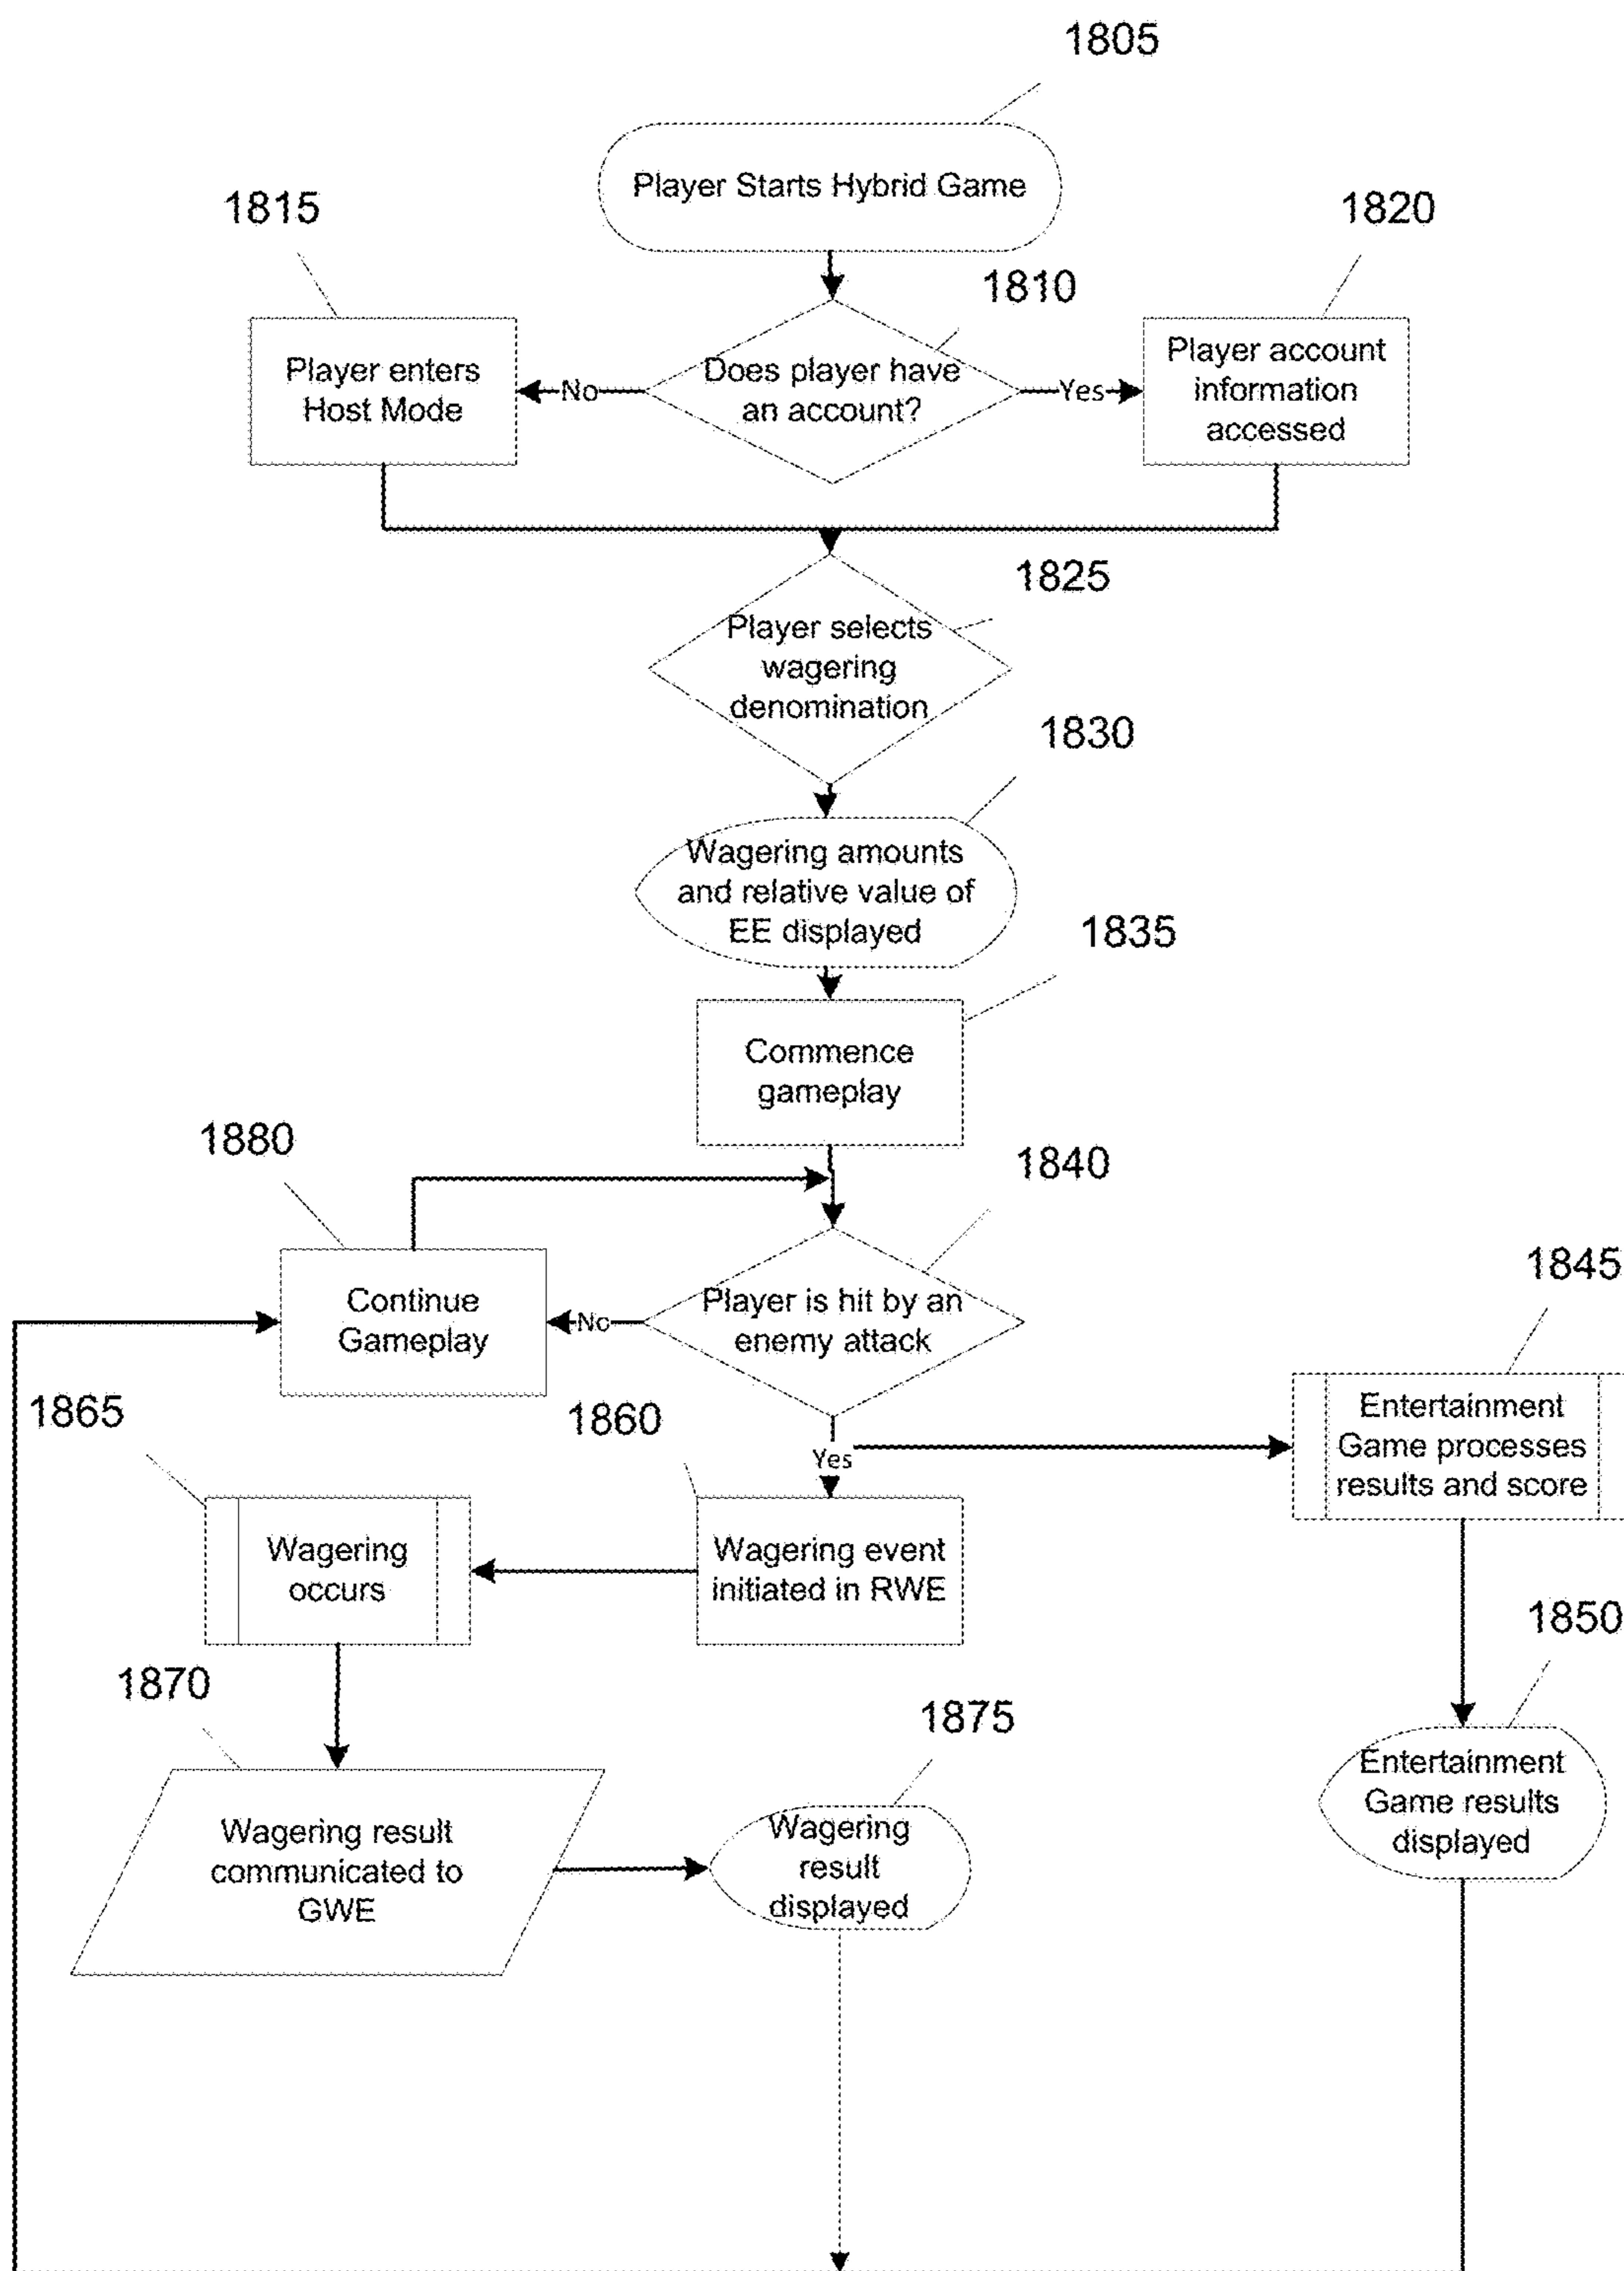 1805
Player Starts Hybrid Game
1815
1820
1810
Player enters
Host Mode
No
Does player have
an account?
Yes
Player account
information
accessed
1825
Player selects
wagering
denomination
1830
Wagering amounts
and relative value of
EE displayed
1835
Commence
gameplay
1880
1840
Continue
Gameplay
No
Player is hit by an
enemy attack
1845
Entertainment
Game processes
results and score
1865
1860
Yes
Wagering
occurs
Wagering event
initiated in RWE
1850
1870
1875
Entertainment
Game results
displayed
Wagering result
communicated to
GWE
Wagering
result
displayed